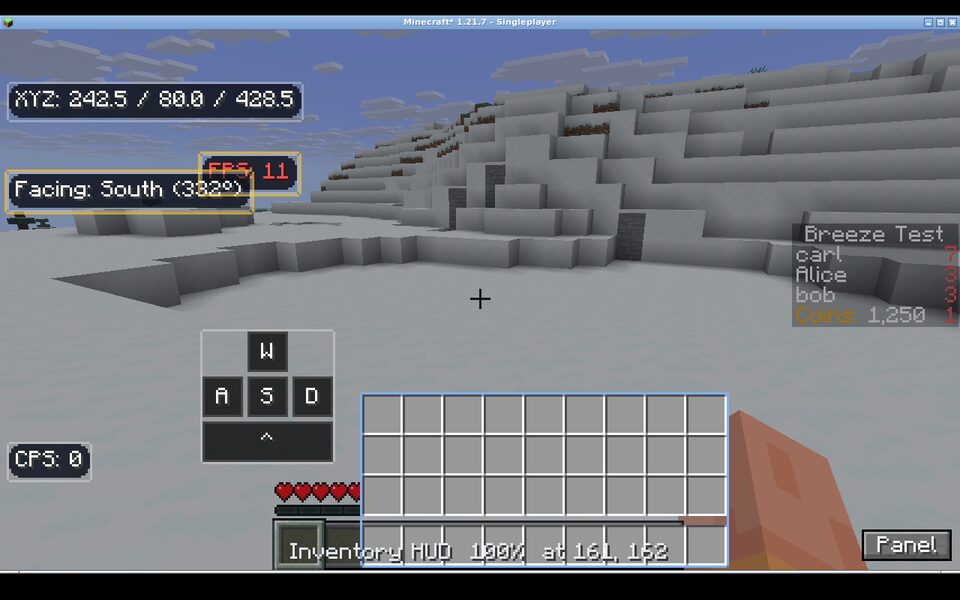 Minecraft* 1.21.7 - Singleplayer
XYZ: 242.5 / 80.0 / 428.5
FPS: 11
Facing: South (332°)
Breeze Test
carl 7
Alice 3
bob 3
Coins: 1,250 1
W
A S D
^
CPS: 0
Inventory HUD 100% at 161, 162
Panel